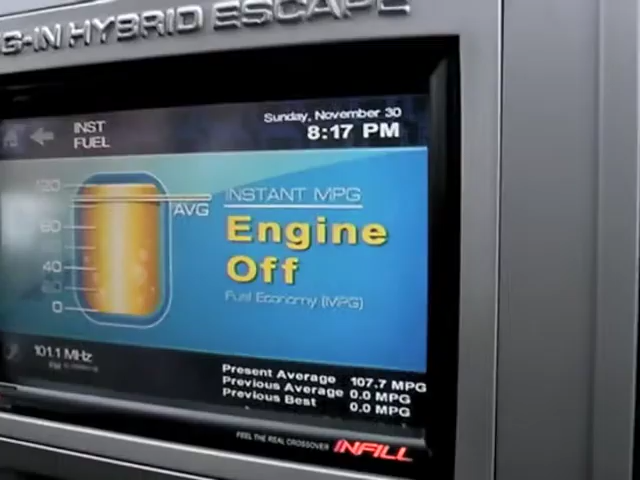 G-IN HYBRID ESCAPE
INST
FUEL
Sunday, November 30
8:17 PM
120
60
40
20
0
AVG
INSTANT MPG
Engine
Off
Fuel Economy (MPG)
101.1 MHz
Present Average 107.7 MPG
Previous Average 0.0 MPG
Previous Best 0.0 MPG
FEEL THE REAL CROSSOVER INFILL